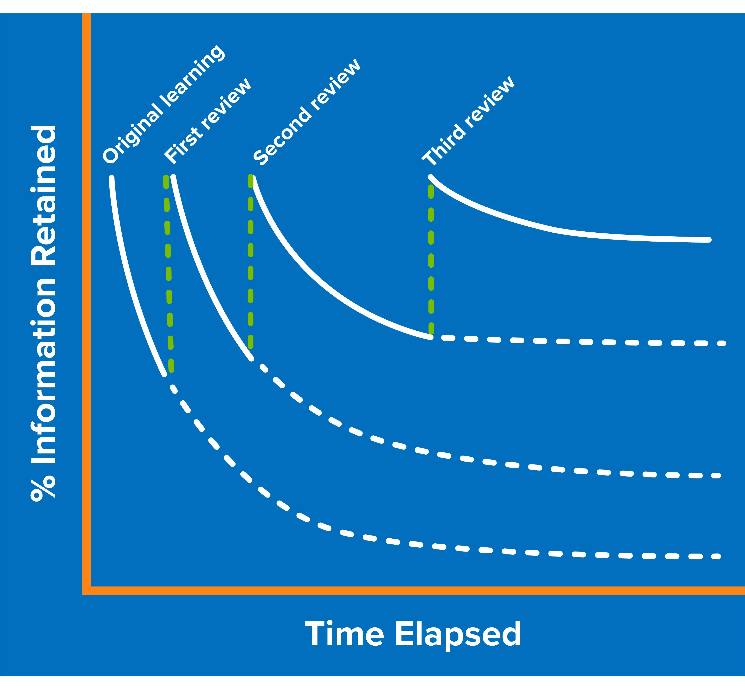 Original learning
First review
Second review
Third review
% Information Retained
Time Elapsed